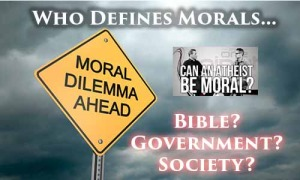 WHO DEFINES MORALS...
MORAL
DILEMMA
AHEAD
CAN AN ATHEIST
BE MORAL?
BIBLE?
GOVERNMENT?
SOCIETY?